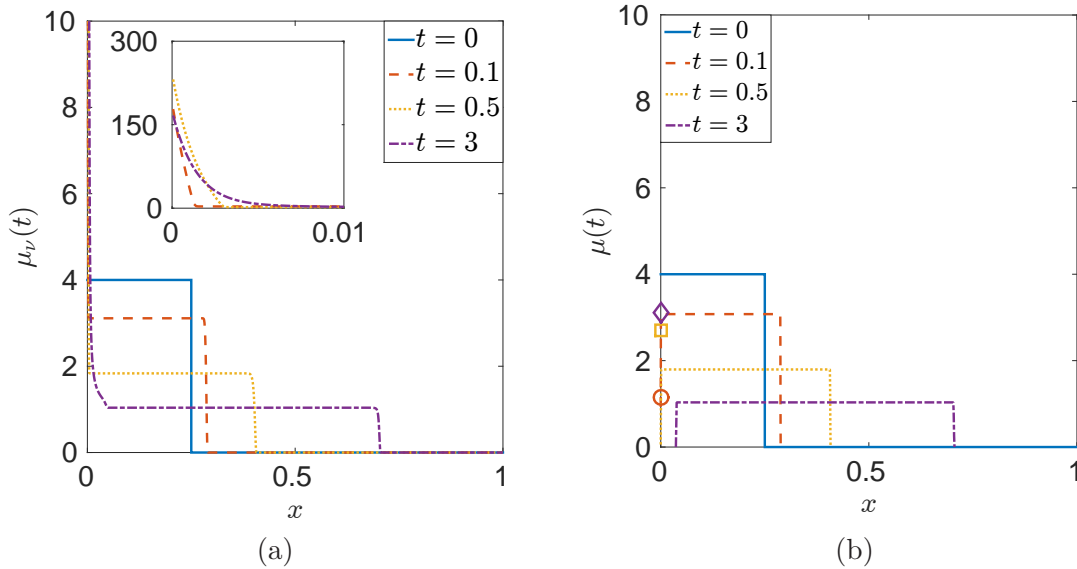 10
8
6
4
2
0
0
0.5
1
x
μ_ν(t)
300
150
0
0
0.01
t = 0
t = 0.1
t = 0.5
t = 3
(a)
10
8
6
4
2
0
0
0.5
1
x
μ(t)
t = 0
t = 0.1
t = 0.5
t = 3
(b)